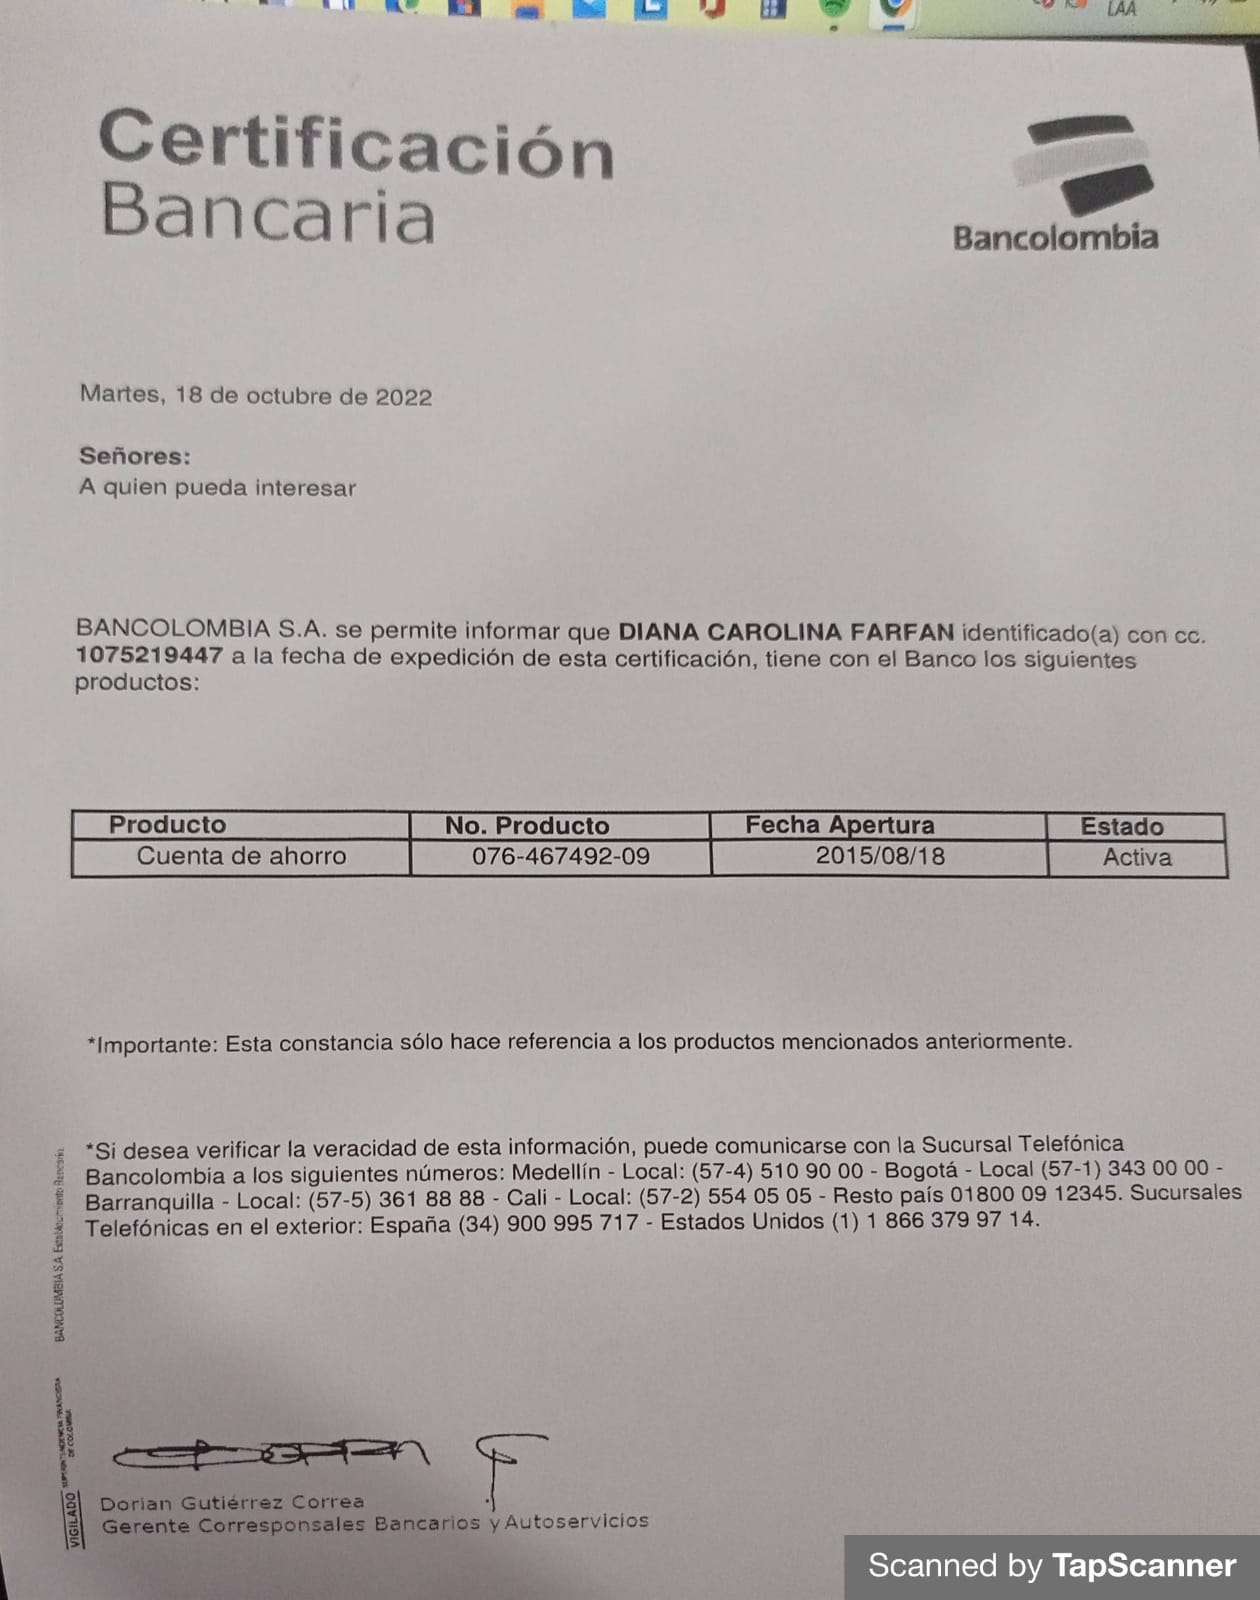 LAA
Certificación
Bancaria
Bancolombia
Martes, 18 de octubre de 2022
Señores:
A quien pueda interesar
BANCOLOMBIA S.A. se permite informar que DIANA CAROLINA FARFAN identificado(a) con cc.
1075219447 a la fecha de expedición de esta certificación, tiene con el Banco los siguientes
productos:
Producto No. Producto Fecha Apertura Estado
Cuenta de ahorro 076-467492-09 2015/08/18 Activa
*Importante: Esta constancia sólo hace referencia a los productos mencionados anteriormente.
*Si desea verificar la veracidad de esta información, puede comunicarse con la Sucursal Telefónica
Bancolombia a los siguientes números: Medellín - Local: (57-4) 510 90 00 - Bogotá - Local (57-1) 343 00 00 -
Barranquilla - Local: (57-5) 361 88 88 - Cali - Local: (57-2) 554 05 05 - Resto país 01800 09 12345. Sucursales
Telefónicas en el exterior: España (34) 900 995 717 - Estados Unidos (1) 1 866 379 97 14.
BANCOLOMBIA S.A. Establecimiento Bancario
VIGILADO SUPERINTENDENCIA FINANCIERA
DE COLOMBIA
Dorian Gutiérrez Correa
Gerente Corresponsales Bancarios y Autoservicios
Scanned by TapScanner